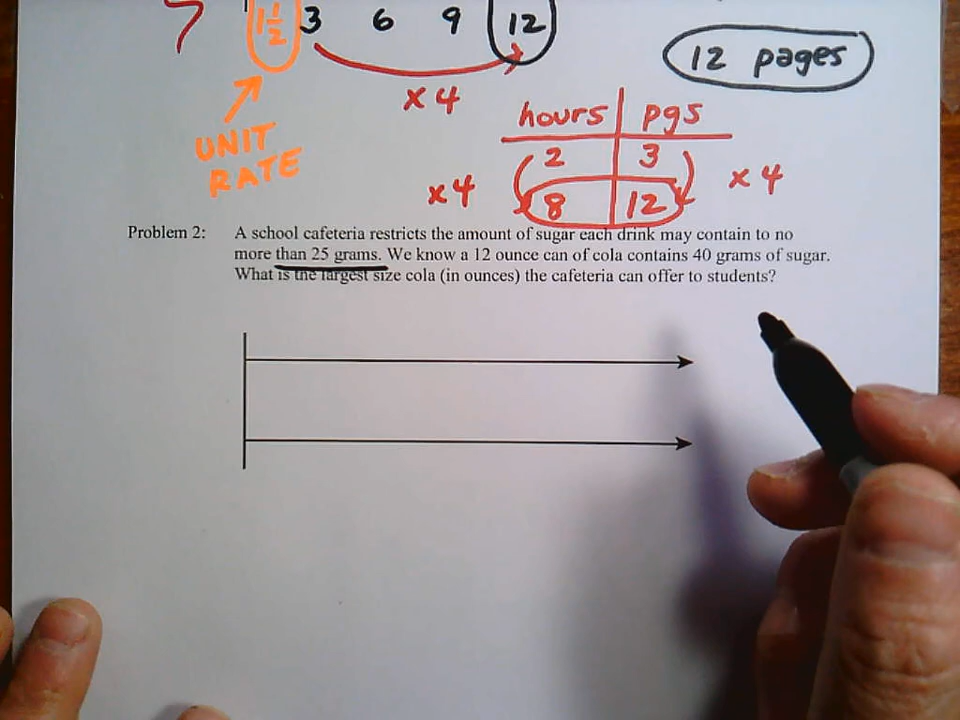 1 1/2 3 6 9 12
12 pages
x 4
hours pgs
UNIT
RATE
2 3
x4 8 12 x 4
Problem 2: A school cafeteria restricts the amount of sugar each drink may contain to no
more than 25 grams. We know a 12 ounce can of cola contains 40 grams of sugar.
What is the largest size cola (in ounces) the cafeteria can offer to students?